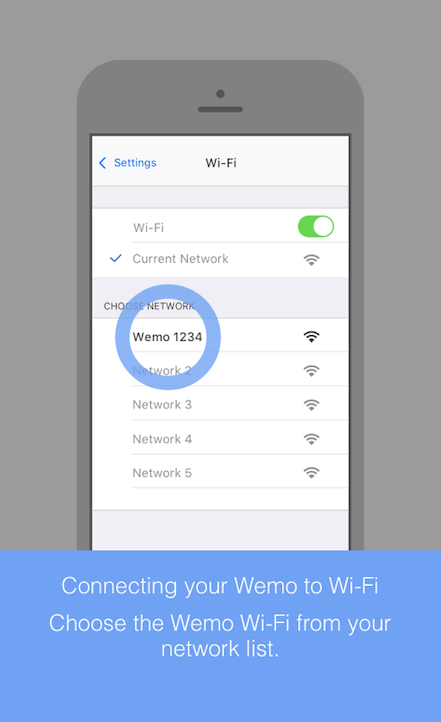 Settings
Wi-Fi
Wi-Fi
Current Network
CHOOSE NETWORK
Wemo 1234
Network 2
Network 3
Network 4
Network 5
Connecting your Wemo to Wi-Fi
Choose the Wemo Wi-Fi from your
network list.